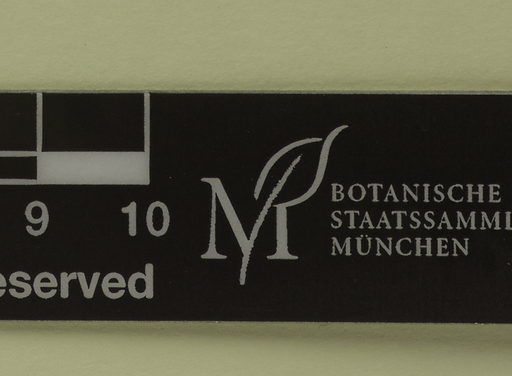 9 10
eserved
M
BOTANISCHE
STAATSSAMML
MÜNCHEN